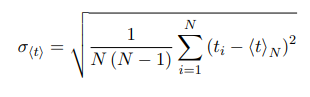 σ⟨t⟩ = √( 1 / (N (N − 1)) ∑_{i=1}^{N} (t_i − ⟨t⟩_N)² )